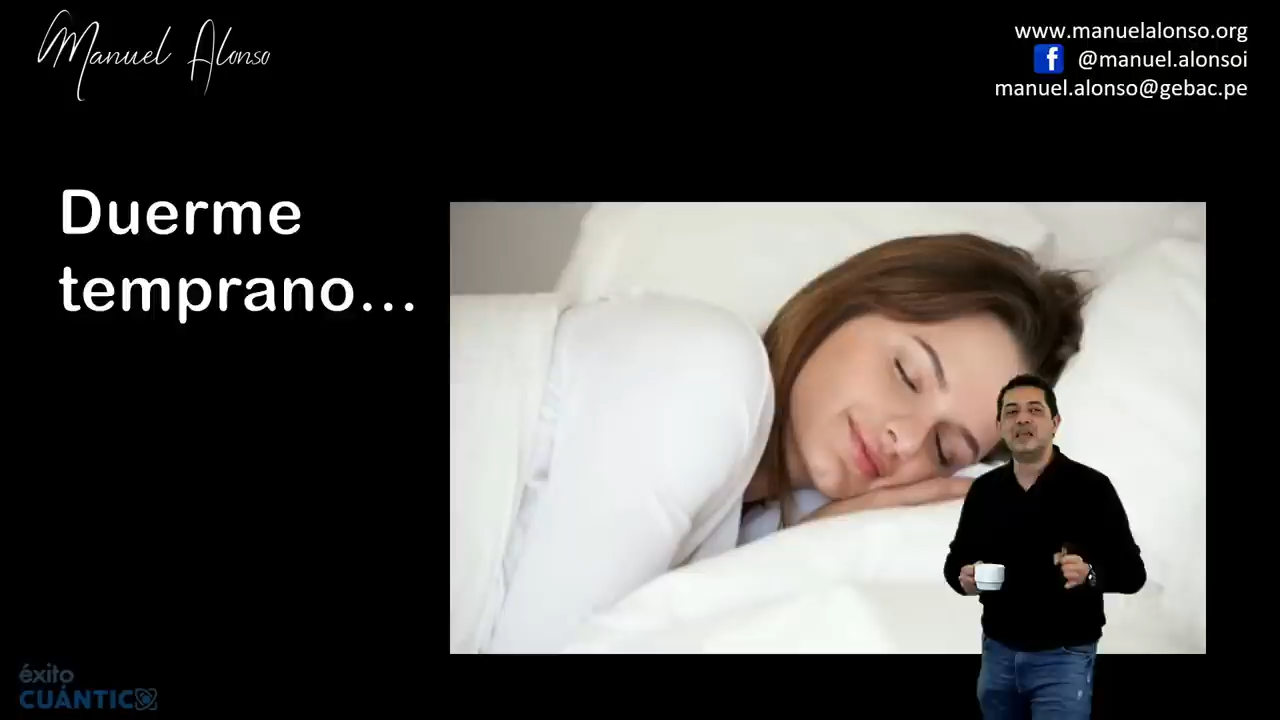 Manuel Alonso
www.manuelalonso.org
@manuel.alonsoi
manuel.alonso@gebac.pe
Duerme
temprano...
éxito
CUÁNTICO